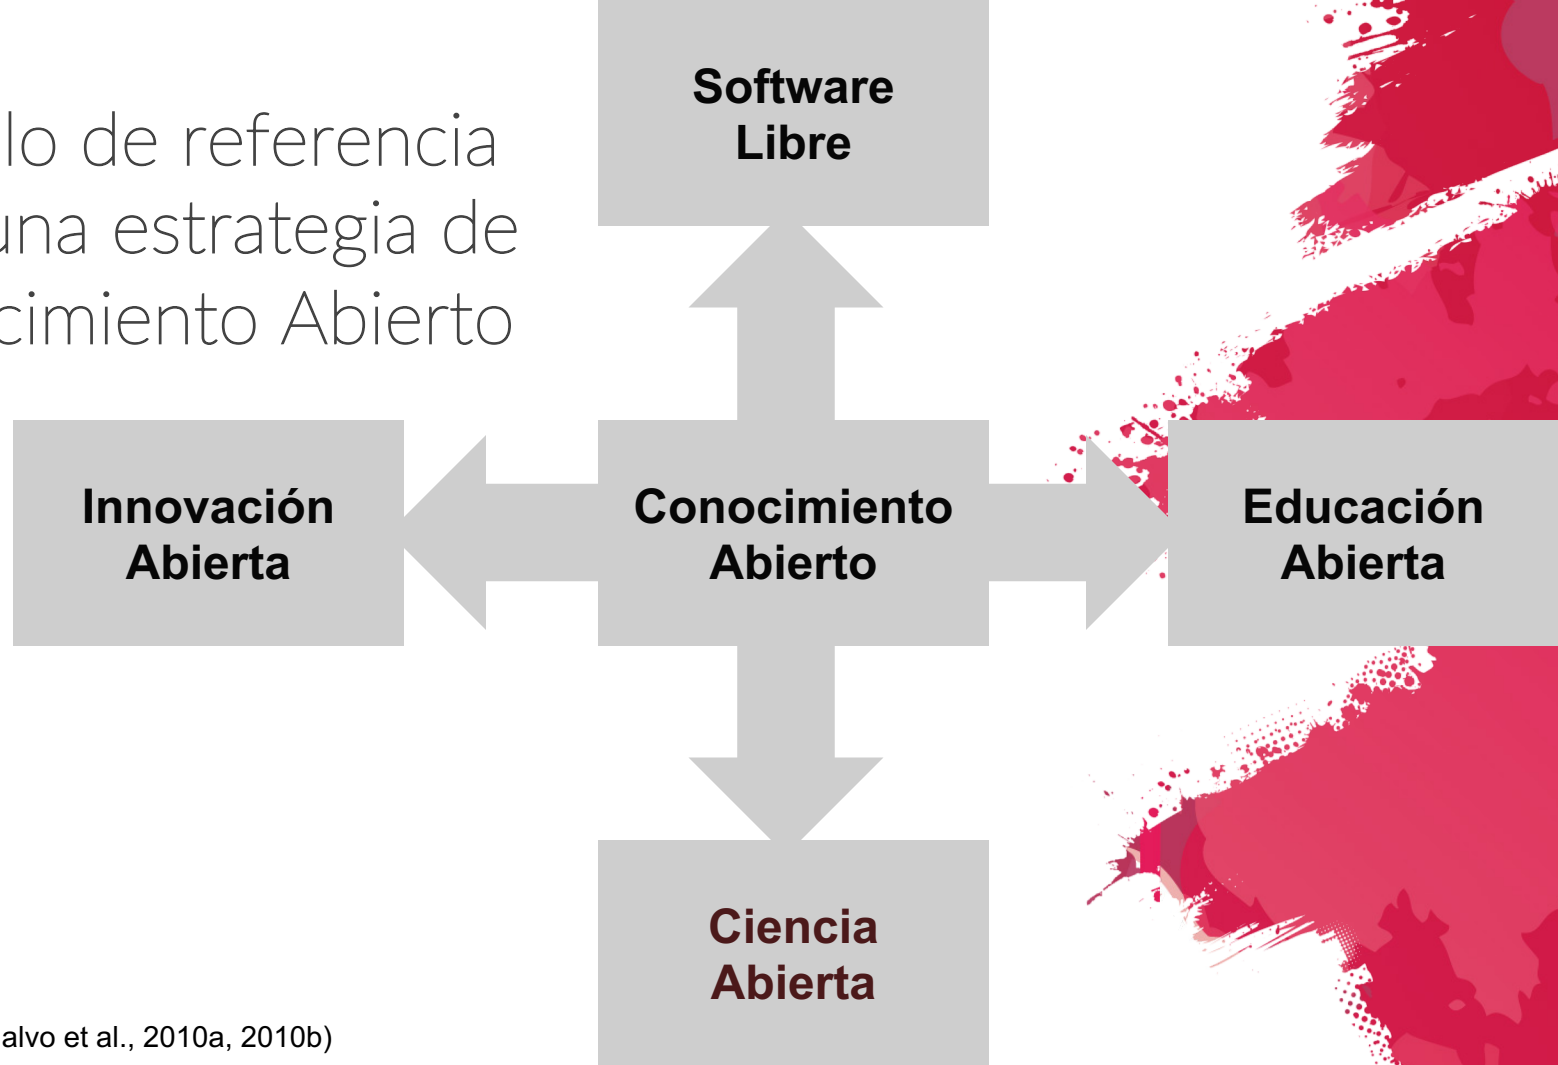 lo de referencia
una estrategia de
cimiento Abierto
Software
Libre
Innovación
Abierta
Conocimiento
Abierto
Educación
Abierta
Ciencia
Abierta
alvo et al., 2010a, 2010b)